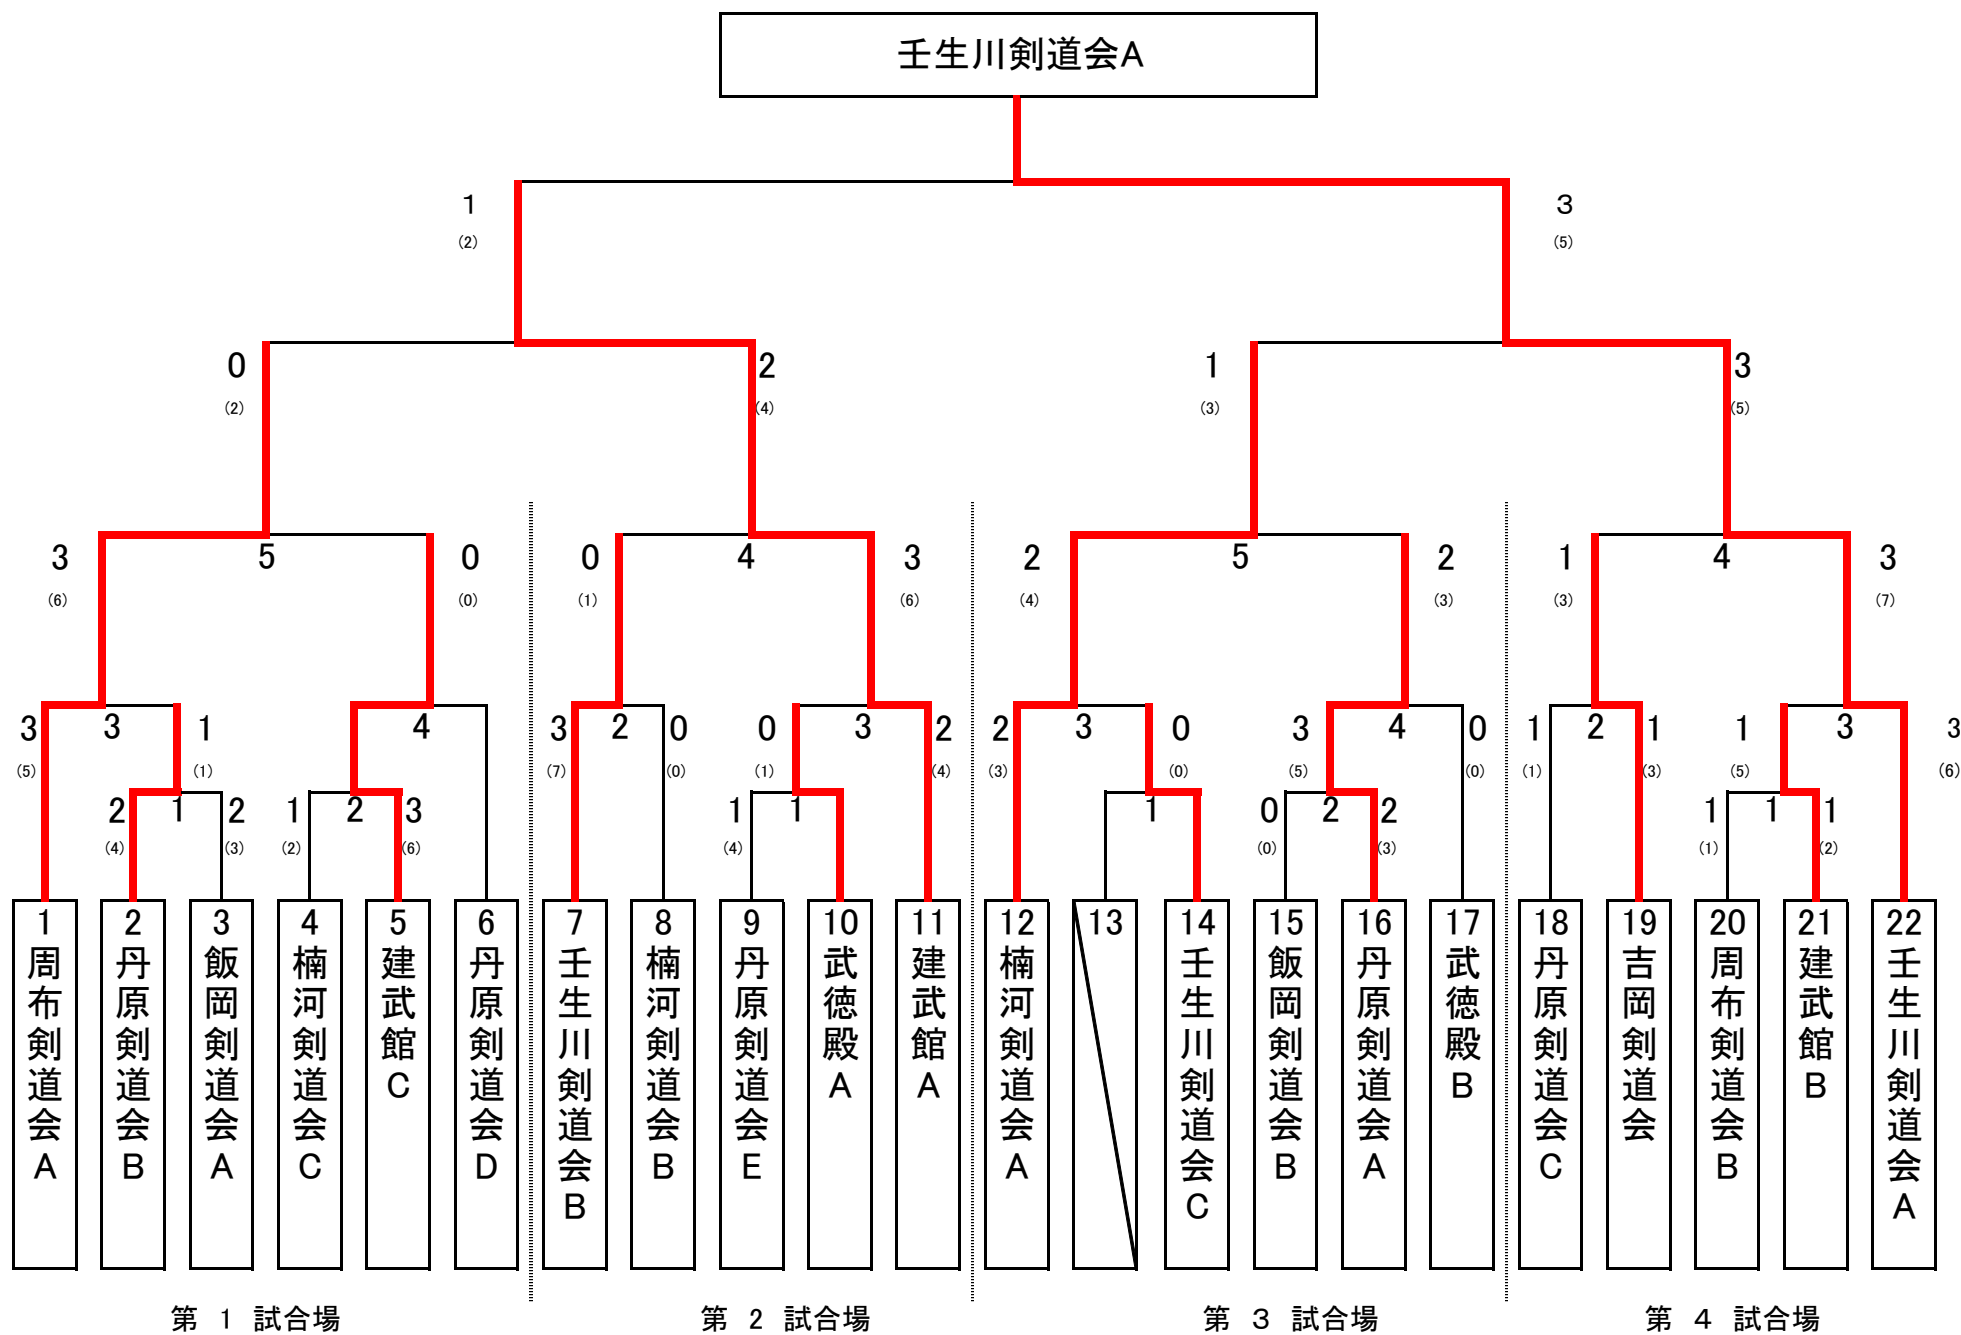 壬生川剣道会A
1 3
(2) (5)
0 2 1 3
(2) (4) (3) (5)
3 5 0 0 4 3 2 5 2 1 4 3
(6) (0) (1) (6) (4) (3) (3) (7)
3 3 1 4 3 2 0 0 3 2 2 3 0 3 4 0 1 2 1 1 3 3
(5) (1) (7) (0) (1) (4) (3) (0) (5) (0) (1) (3) (5) (6)
2 1 2 1 2 3 1 1 1 0 2 2 1 1 1
(4) (3) (2) (6) (4) (0) (3) (1) (2)
1 周布剣道会A
2 丹原剣道会B
3 飯岡剣道会A
4 楠河剣道会C
5 建武館C
6 丹原剣道会D
7 壬生川剣道会B
8 楠河剣道会B
9 丹原剣道会E
10 武徳殿A
11 建武館A
12 楠河剣道会A
13
14 壬生川剣道会C
15 飯岡剣道会B
16 丹原剣道会A
17 武徳殿B
18 丹原剣道会C
19 吉岡剣道会
20 周布剣道会B
21 建武館B
22 壬生川剣道会A
第 1 試合場
第 2 試合場
第 3 試合場
第 4 試合場